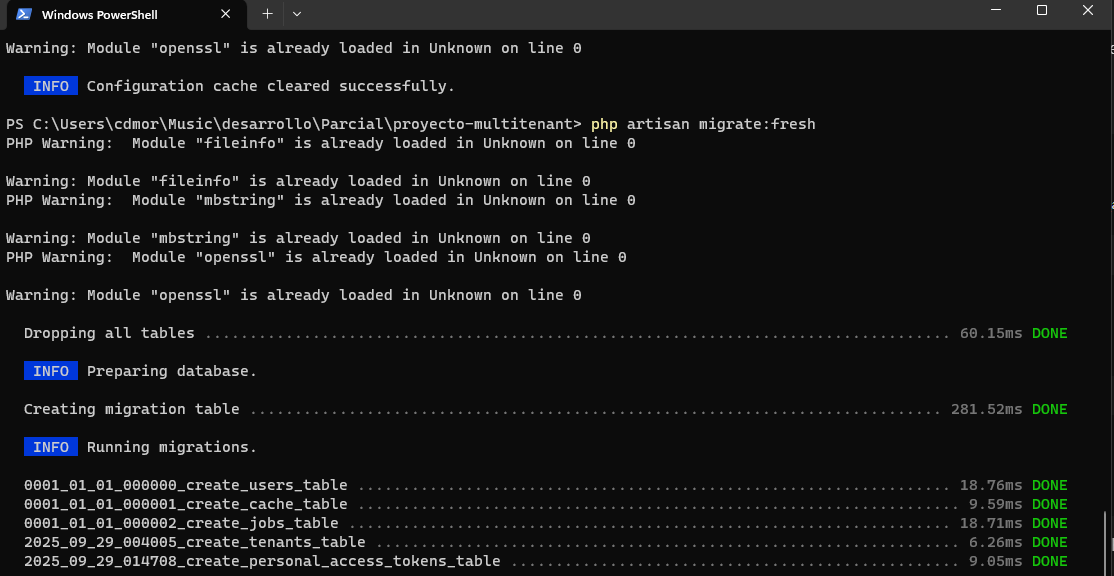 Windows PowerShell
Warning: Module "openssl" is already loaded in Unknown on line 0
INFO Configuration cache cleared successfully.
PS C:\Users\cdmor\Music\desarrollo\Parcial\proyecto-multitenant> php artisan migrate:fresh
PHP Warning:  Module "fileinfo" is already loaded in Unknown on line 0
Warning: Module "fileinfo" is already loaded in Unknown on line 0
PHP Warning:  Module "mbstring" is already loaded in Unknown on line 0
Warning: Module "mbstring" is already loaded in Unknown on line 0
PHP Warning:  Module "openssl" is already loaded in Unknown on line 0
Warning: Module "openssl" is already loaded in Unknown on line 0
Dropping all tables ................................................................................... 60.15ms DONE
INFO Preparing database.
Creating migration table ............................................................................. 281.52ms DONE
INFO Running migrations.
0001_01_01_000000_create_users_table .................................................................. 18.76ms DONE
0001_01_01_000001_create_cache_table ................................................................... 9.59ms DONE
0001_01_01_000002_create_jobs_table ................................................................... 18.71ms DONE
2025_09_29_004005_create_tenants_table ................................................................. 6.26ms DONE
2025_09_29_014708_create_personal_access_tokens_table .................................................. 9.05ms DONE